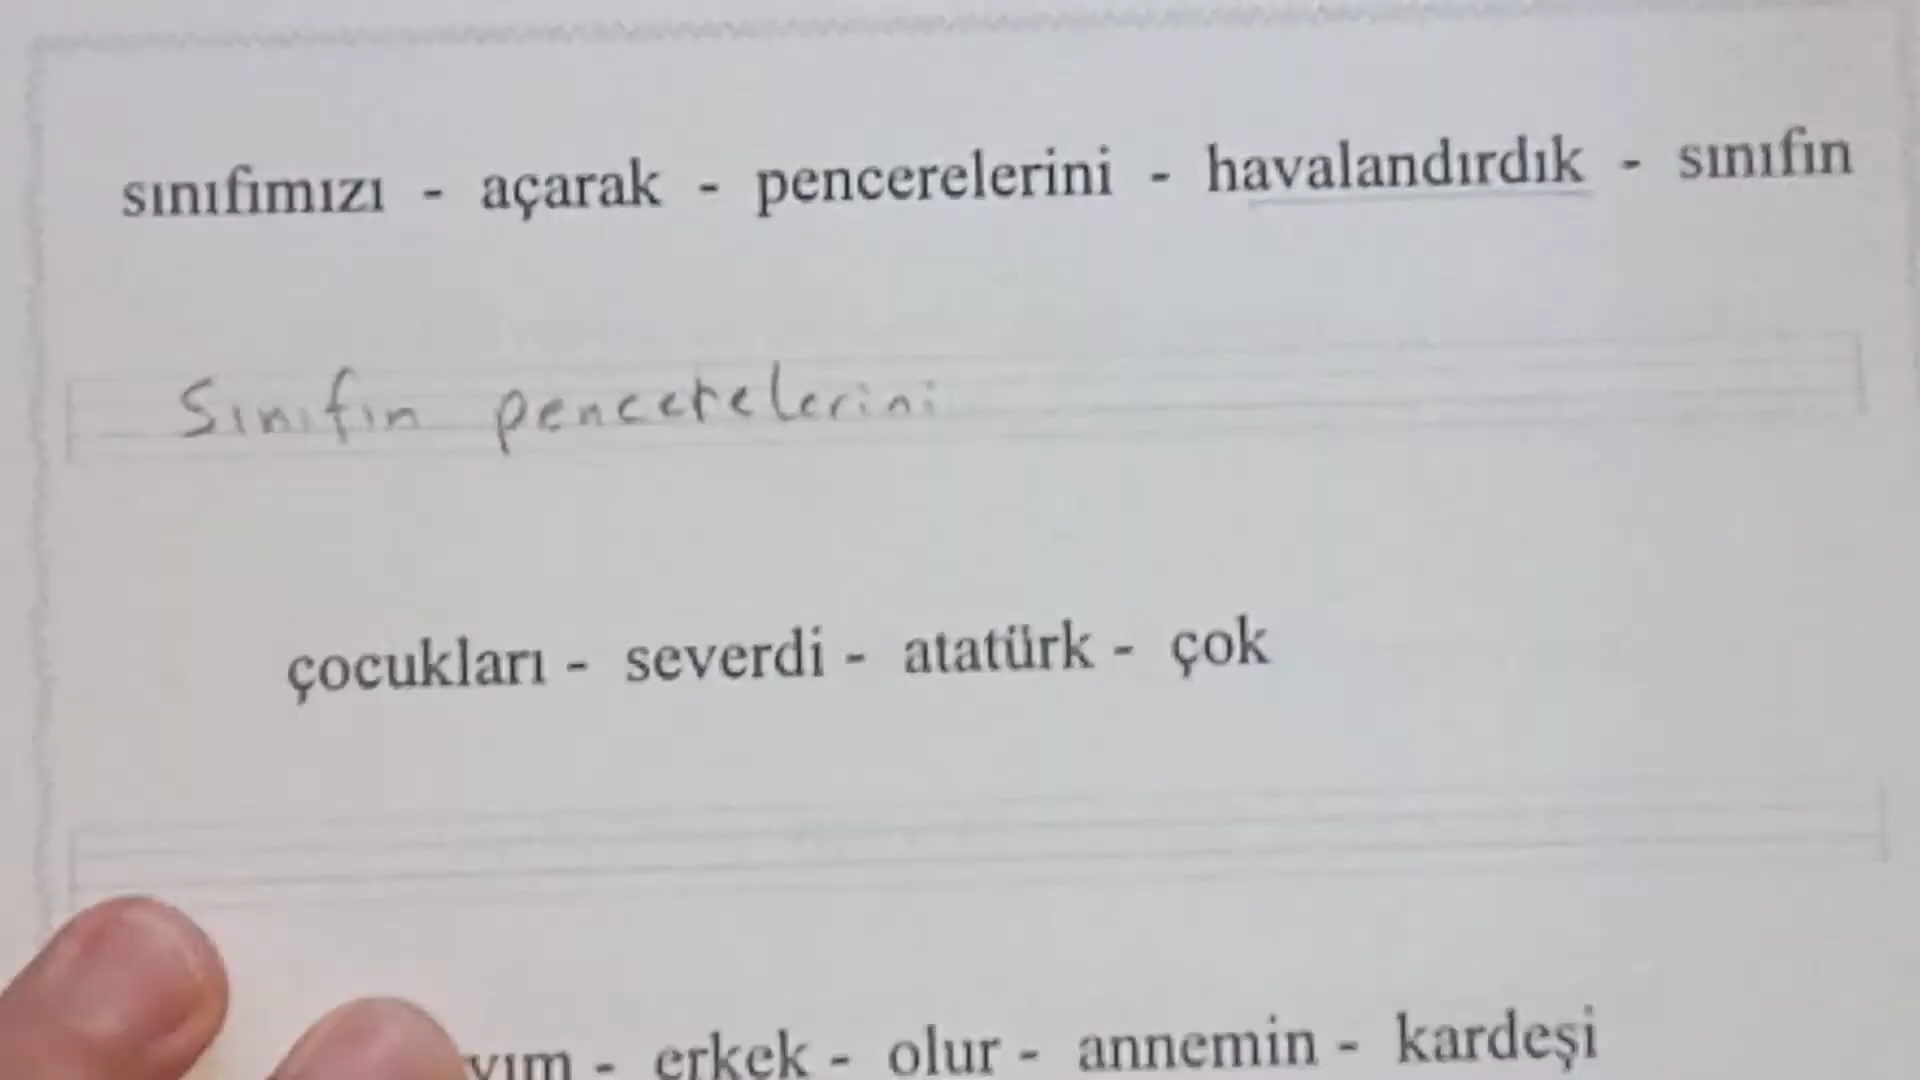 sınıfımızı - açarak - pencerelerini - havalandırdık - sınıfın
Sınıfın pencerelerini
çocukları - severdi - atatürk - çok
- erkek - olur - annemin - kardeşi